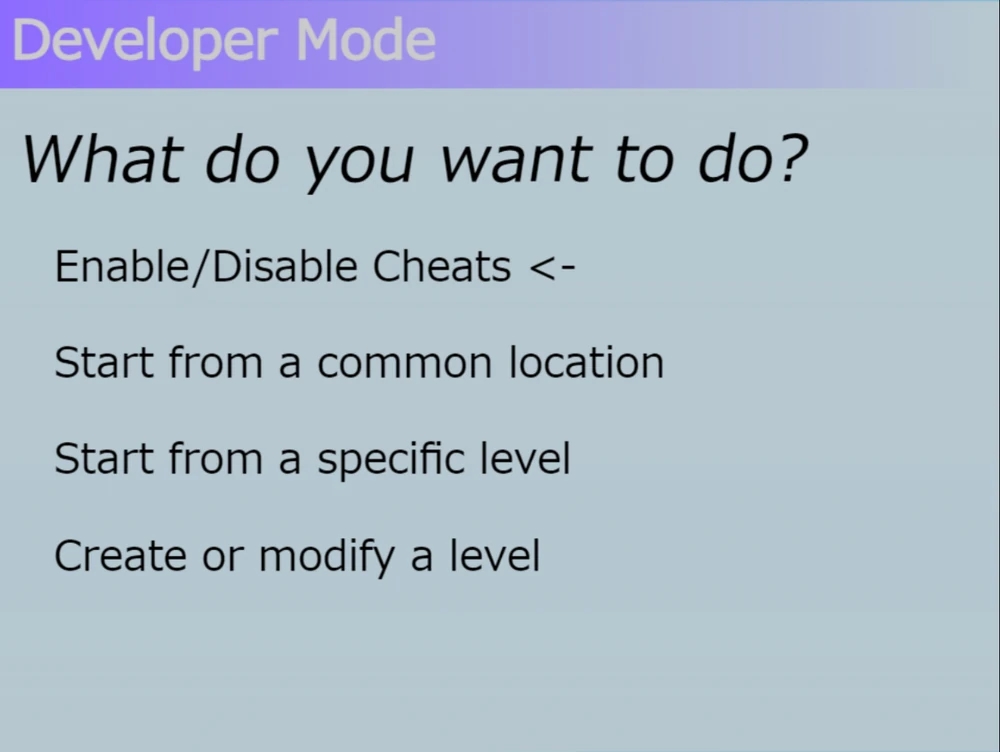 Developer Mode
What do you want to do?
Enable/Disable Cheats <-
Start from a common location
Start from a specific level
Create or modify a level